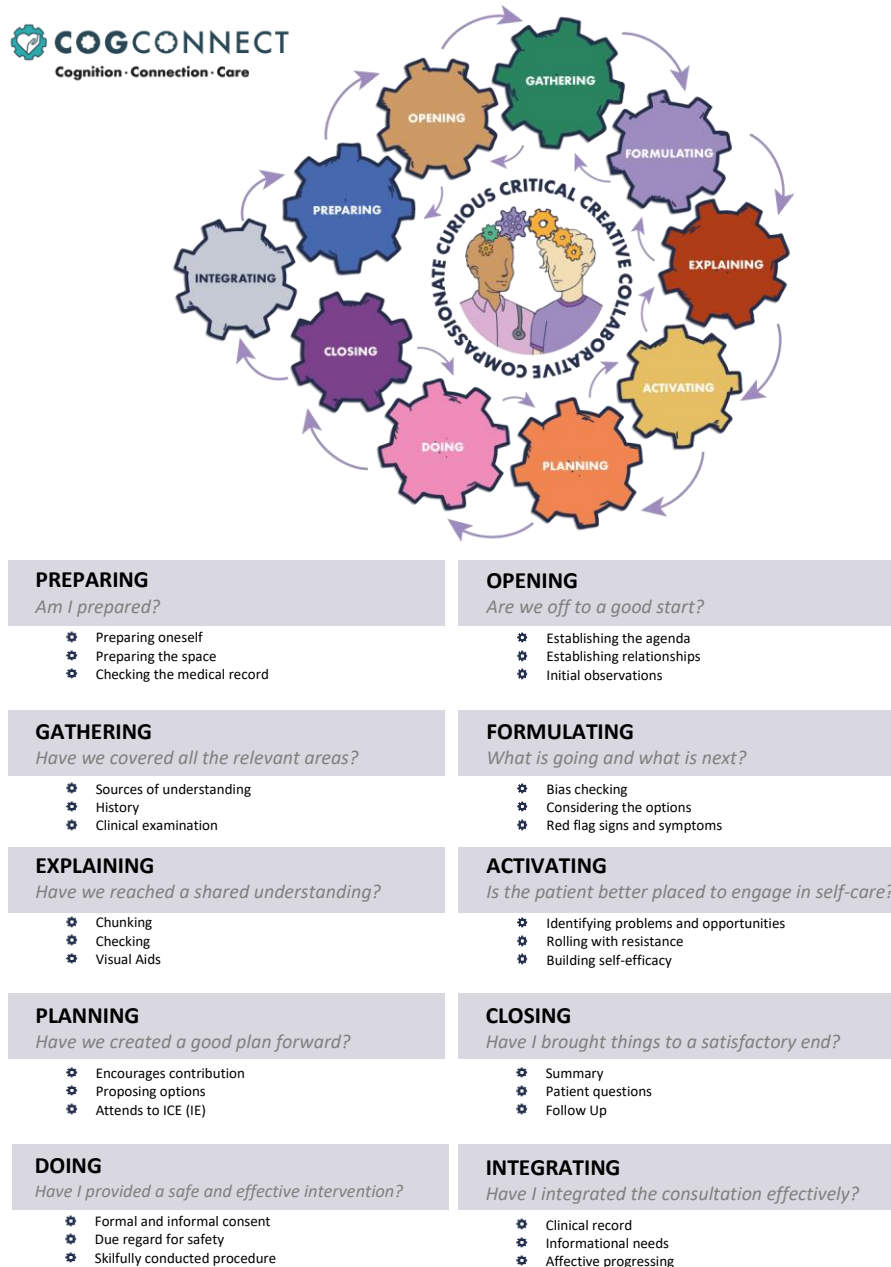 COGCONNECT
Cognition · Connection · Care
GATHERING
OPENING
FORMULATING
PREPARING
EXPLAINING
INTEGRATING
CLOSING
ACTIVATING
DOING
PLANNING
COMPASSIONATE CURIOUS CRITICAL CREATIVE COLLABORATIVE
PREPARING
Am I prepared?
Preparing oneself
Preparing the space
Checking the medical record
OPENING
Are we off to a good start?
Establishing the agenda
Establishing relationships
Initial observations
GATHERING
Have we covered all the relevant areas?
Sources of understanding
History
Clinical examination
FORMULATING
What is going and what is next?
Bias checking
Considering the options
Red flag signs and symptoms
EXPLAINING
Have we reached a shared understanding?
Chunking
Checking
Visual Aids
ACTIVATING
Is the patient better placed to engage in self-care?
Identifying problems and opportunities
Rolling with resistance
Building self-efficacy
PLANNING
Have we created a good plan forward?
Encourages contribution
Proposing options
Attends to ICE (IE)
CLOSING
Have I brought things to a satisfactory end?
Summary
Patient questions
Follow Up
DOING
Have I provided a safe and effective intervention?
Formal and informal consent
Due regard for safety
Skilfully conducted procedure
INTEGRATING
Have I integrated the consultation effectively?
Clinical record
Informational needs
Affective progressing